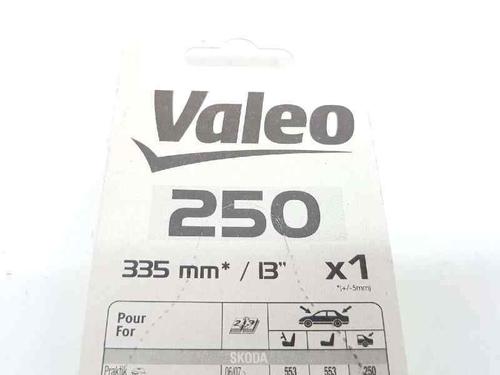 Valeo
250
335 mm* / 13" x1
*(+/-5mm)
Pour
For
SKODA
Praktik 06/07 553 553 250